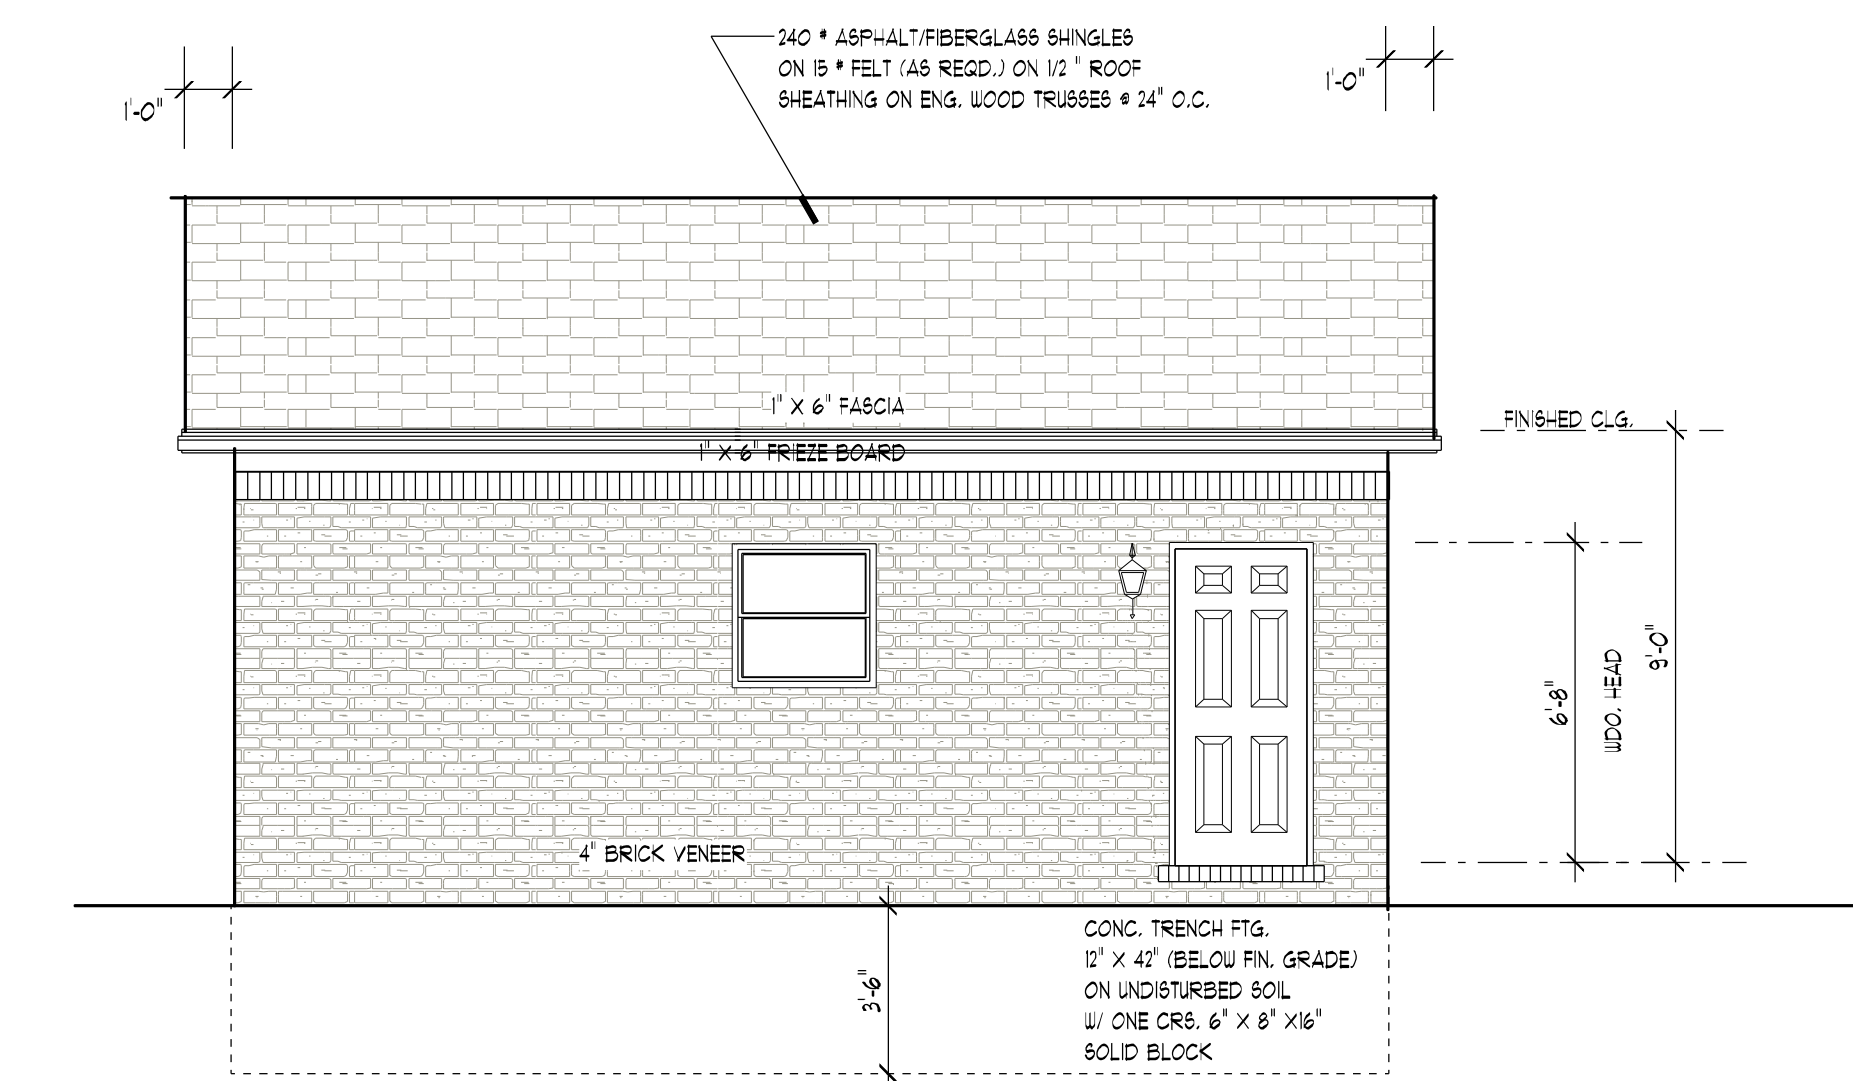 240 # ASPHALT/FIBERGLASS SHINGLES
ON 15 # FELT (AS REQD.) ON 1/2 " ROOF
SHEATHING ON ENG. WOOD TRUSSES @ 24" O.C.
1'-0"
1'-0"
1" X 6" FASCIA
FINISHED CLG.
1" X 6" FRIEZE BOARD
9'-0"
6'-8"
WDO. HEAD
4" BRICK VENEER
CONC. TRENCH FTG.
12" X 42" (BELOW FIN. GRADE)
ON UNDISTURBED SOIL
W/ ONE CRS. 6" X 8" X16"
SOLID BLOCK
3'-6"